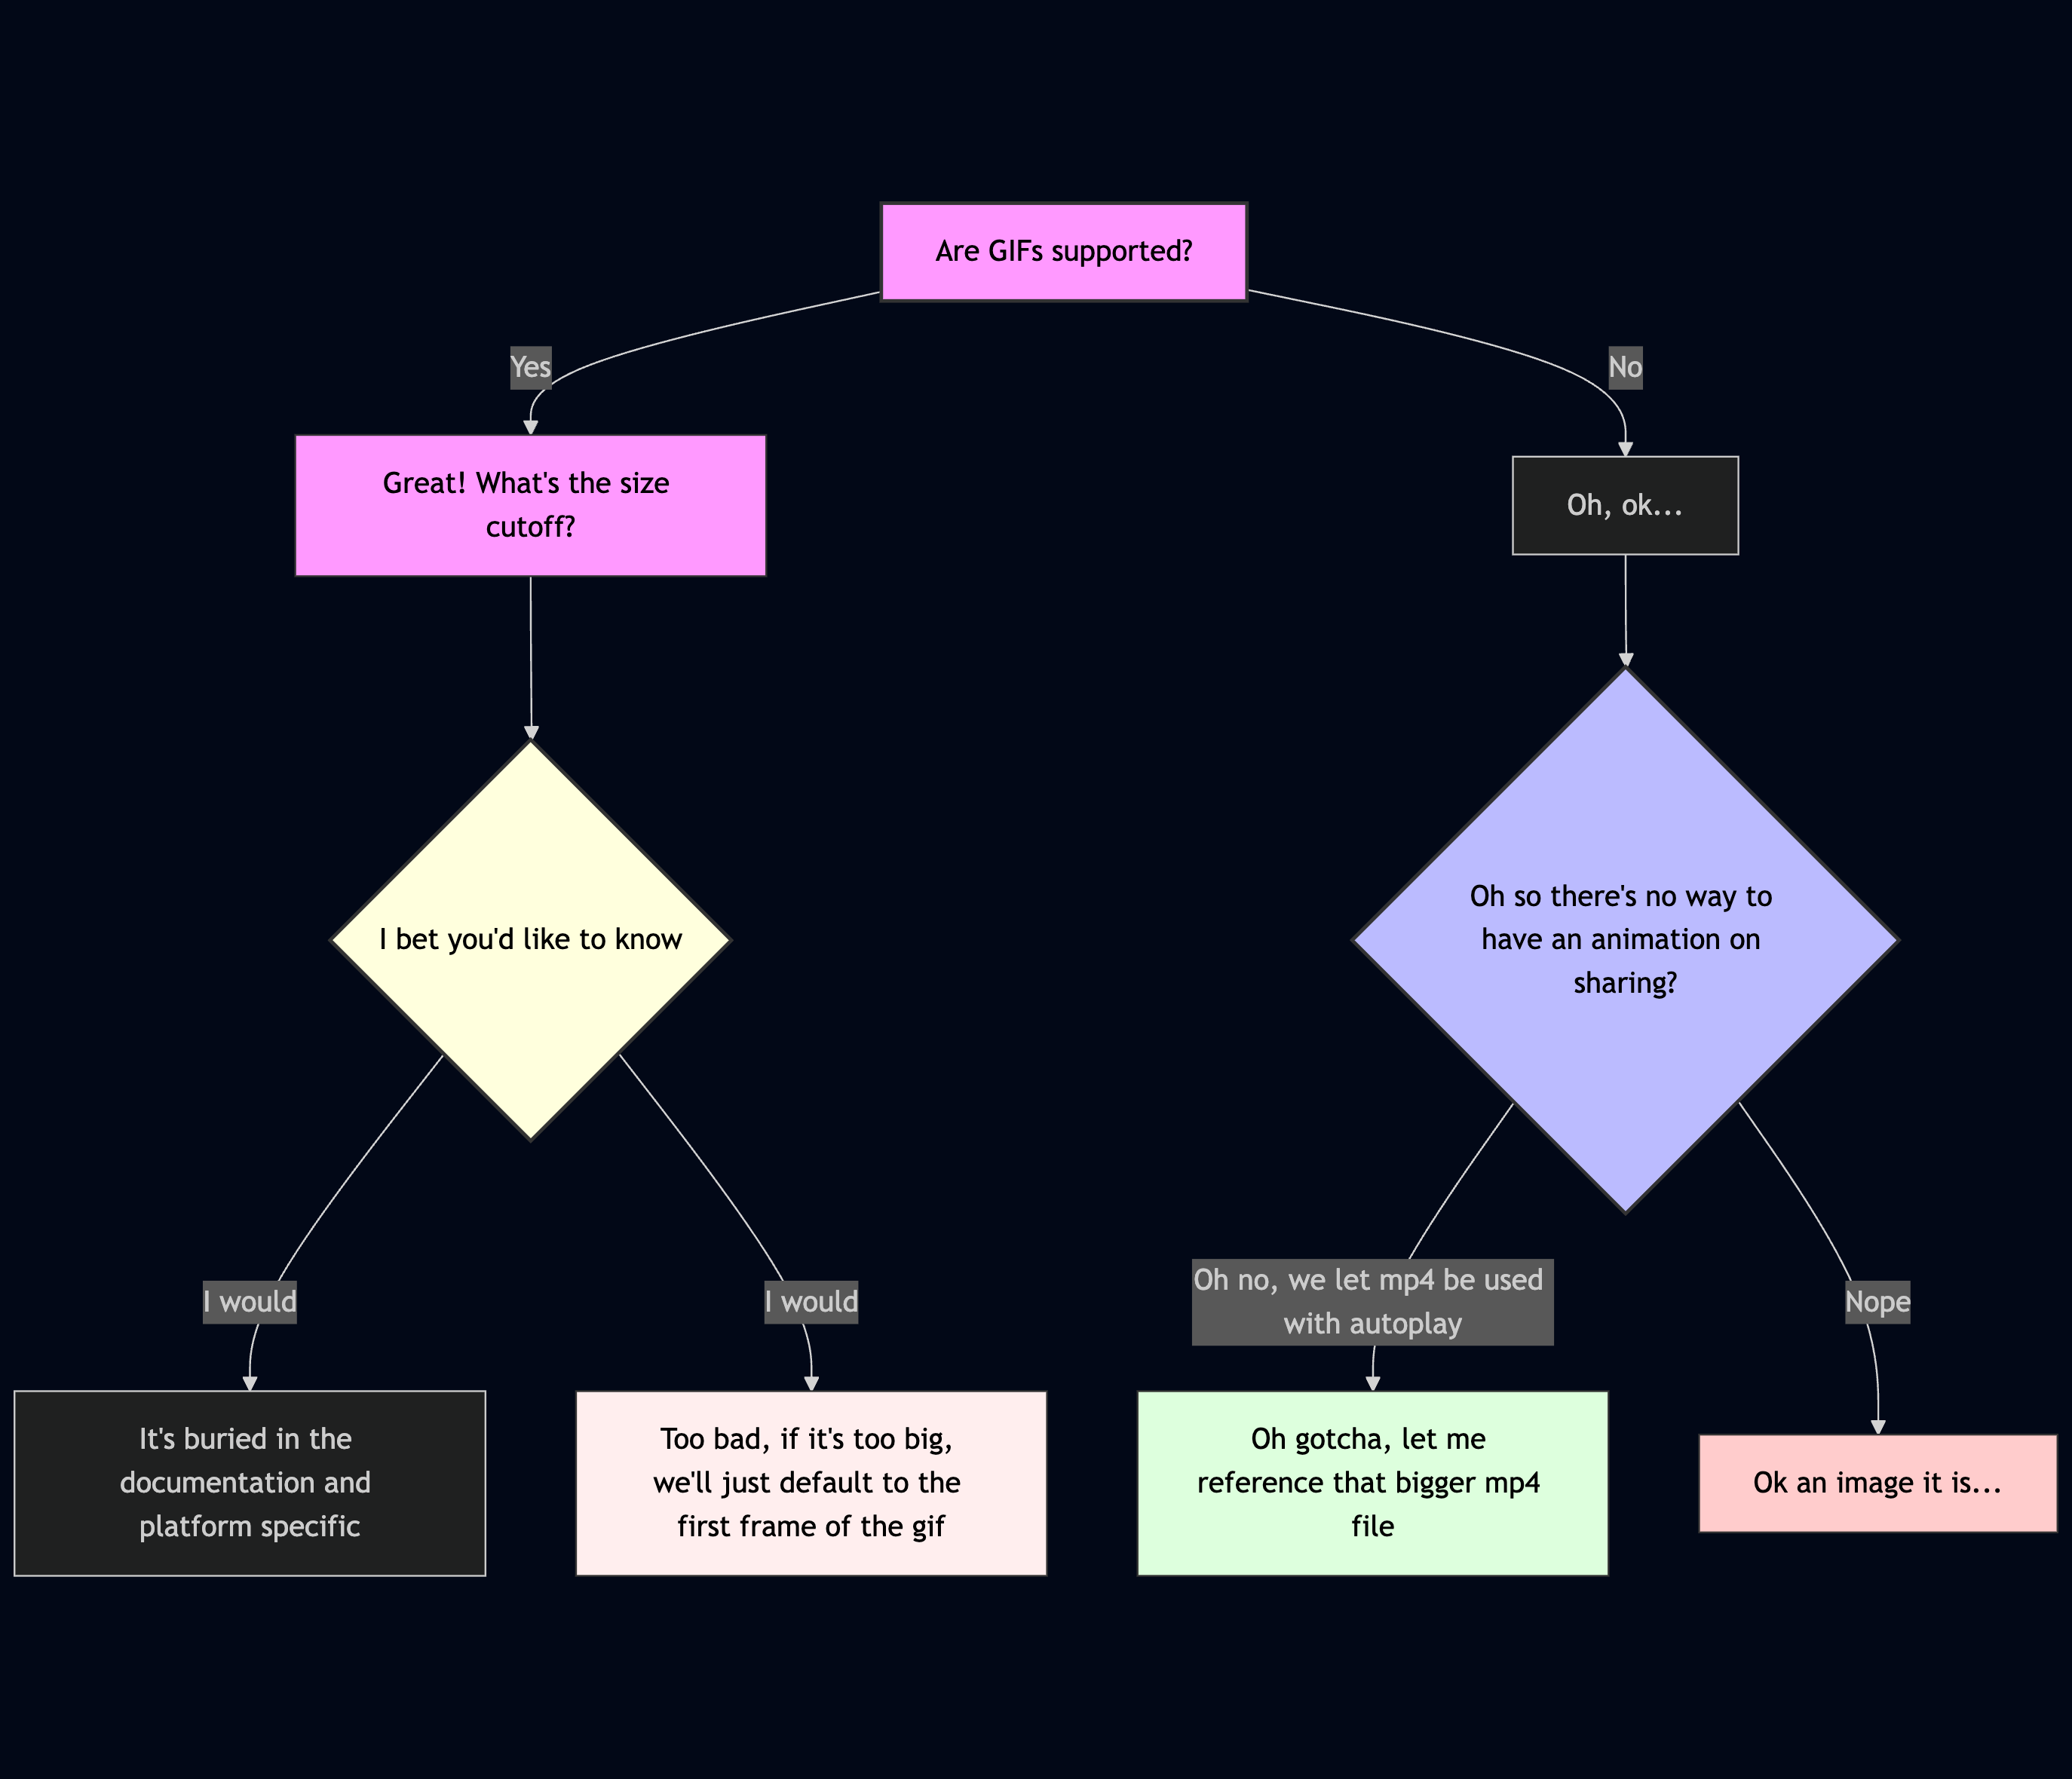 Are GIFs supported?
Yes
No
Great! What's the size
cutoff?
Oh, ok...
I bet you'd like to know
Oh so there's no way to
have an animation on
sharing?
I would
I would
Oh no, we let mp4 be used
with autoplay
Nope
It's buried in the
documentation and
platform specific
Too bad, if it's too big,
we'll just default to the
first frame of the gif
Oh gotcha, let me
reference that bigger mp4
file
Ok an image it is...